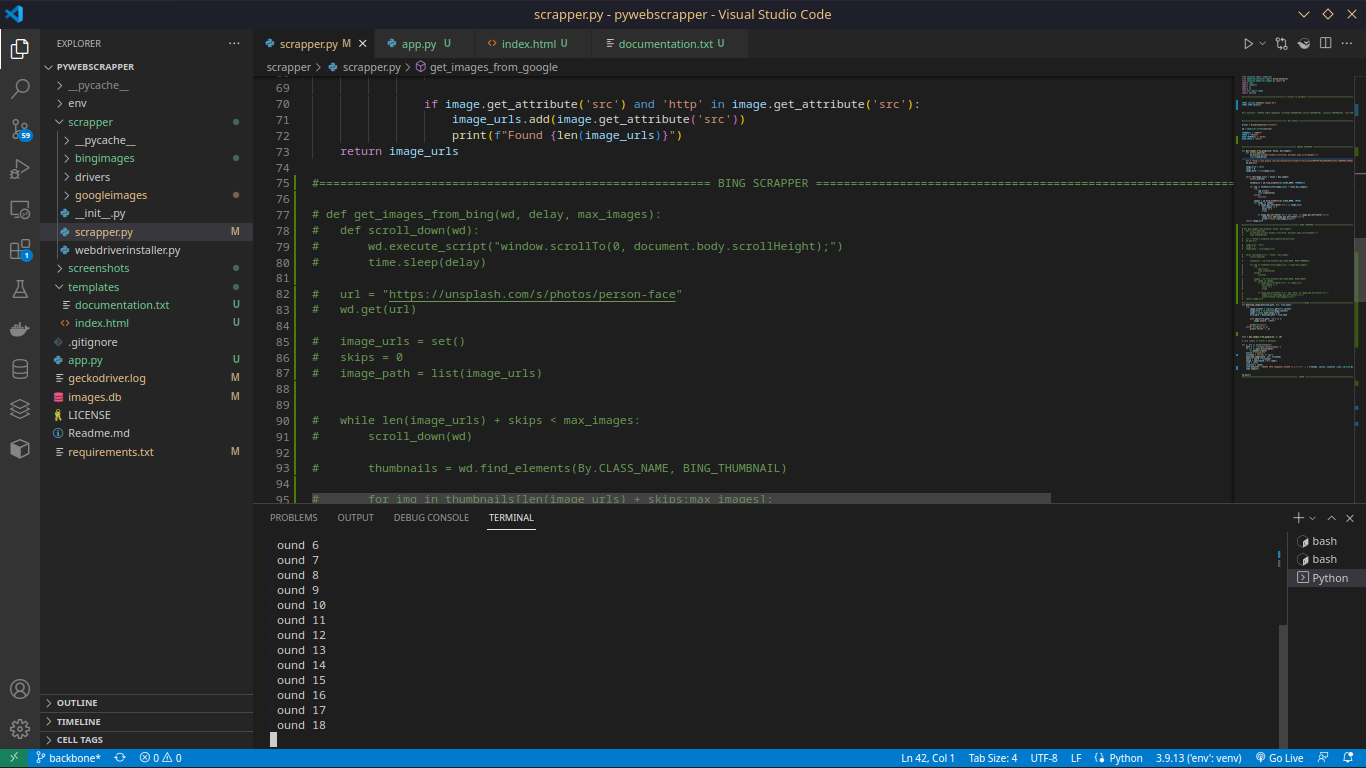 scrapper.py - pywebscrapper - Visual Studio Code
EXPLORER
PYWEBSCRAPPER
__pycache__
env
scrapper
__pycache__
bingimages
drivers
googleimages
__init__.py
scrapper.py M
webdriverinstaller.py
screenshots
templates
documentation.txt U
index.html U
.gitignore
app.py U
geckodriver.log M
images.db M
LICENSE
Readme.md
requirements.txt M
OUTLINE
TIMELINE
CELL TAGS
59
1
scrapper.py M
app.py U
index.html U
documentation.txt U
scrapper > scrapper.py > get_images_from_google
69
70 if image.get_attribute('src') and 'http' in image.get_attribute('src'):
71 image_urls.add(image.get_attribute('src'))
72 print(f"Found {len(image_urls)}")
73 return image_urls
74
75 #======================================================== BING SCRAPPER ============================================================
76
77 # def get_images_from_bing(wd, delay, max_images):
78 # def scroll_down(wd):
79 # wd.execute_script("window.scrollTo(0, document.body.scrollHeight);")
80 # time.sleep(delay)
81
82 # url = "https://unsplash.com/s/photos/person-face"
83 # wd.get(url)
84
85 # image_urls = set()
86 # skips = 0
87 # image_path = list(image_urls)
88
89
90 # while len(image_urls) + skips < max_images:
91 # scroll_down(wd)
92
93 # thumbnails = wd.find_elements(By.CLASS_NAME, BING_THUMBNAIL)
94
95 # for img in thumbnails[len(image_urls) + skips:max_images]:
PROBLEMS OUTPUT DEBUG CONSOLE TERMINAL
ound 6
ound 7
ound 8
ound 9
ound 10
ound 11
ound 12
ound 13
ound 14
ound 15
ound 16
ound 17
ound 18
bash
bash
Python
backbone* 0 0 Ln 42, Col 1 Tab Size: 4 UTF-8 LF Python 3.9.13 ('env': venv) Go Live